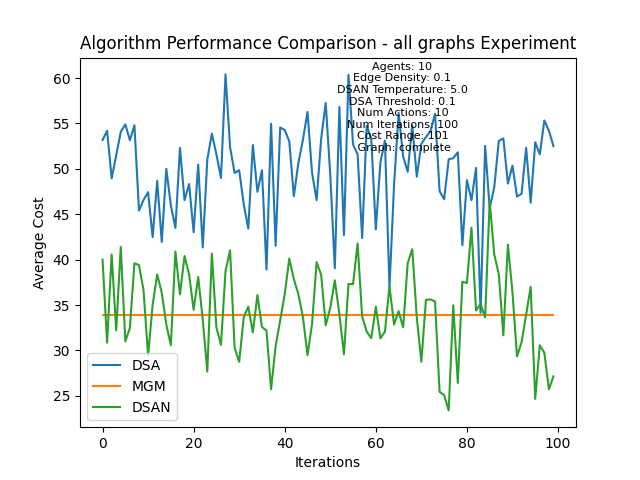 Algorithm Performance Comparison - all graphs Experiment
Agents: 10
Edge Density: 0.1
DSAN Temperature: 5.0
DSA Threshold: 0.1
Num Actions: 10
Num Iterations: 100
Cost Range: 101
Graph: complete
60
55
50
45
40
35
30
25
Average Cost
DSA
MGM
DSAN
0
20
40
60
80
100
Iterations